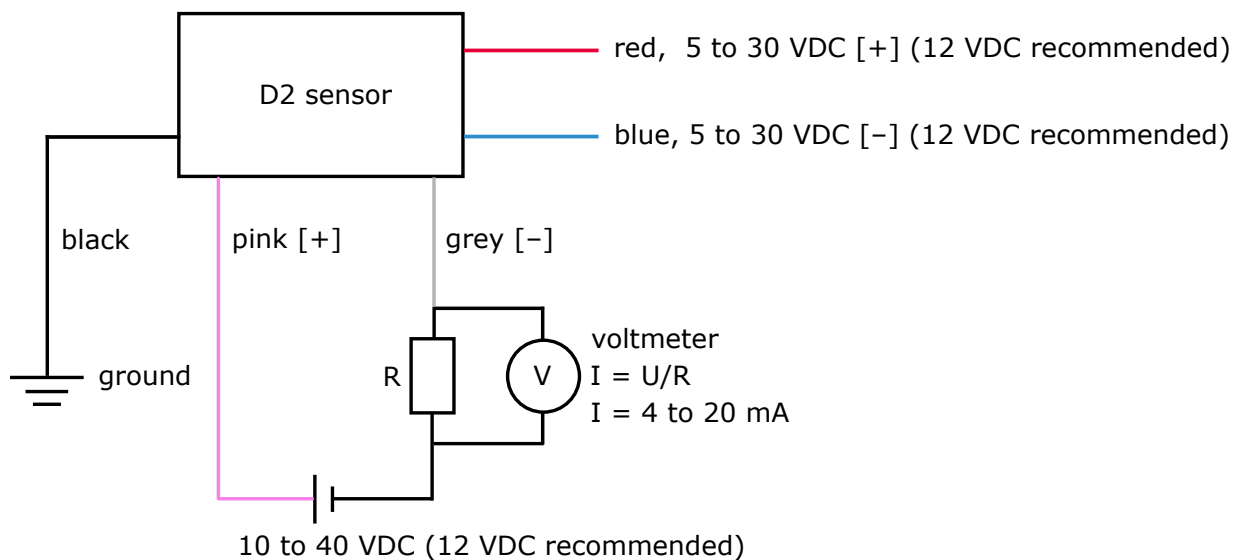 red, 5 to 30 VDC [+] (12 VDC recommended)
D2 sensor
blue, 5 to 30 VDC [–] (12 VDC recommended)
black
pink [+]
grey [–]
voltmeter
R
V
I = U/R
I = 4 to 20 mA
ground
10 to 40 VDC (12 VDC recommended)